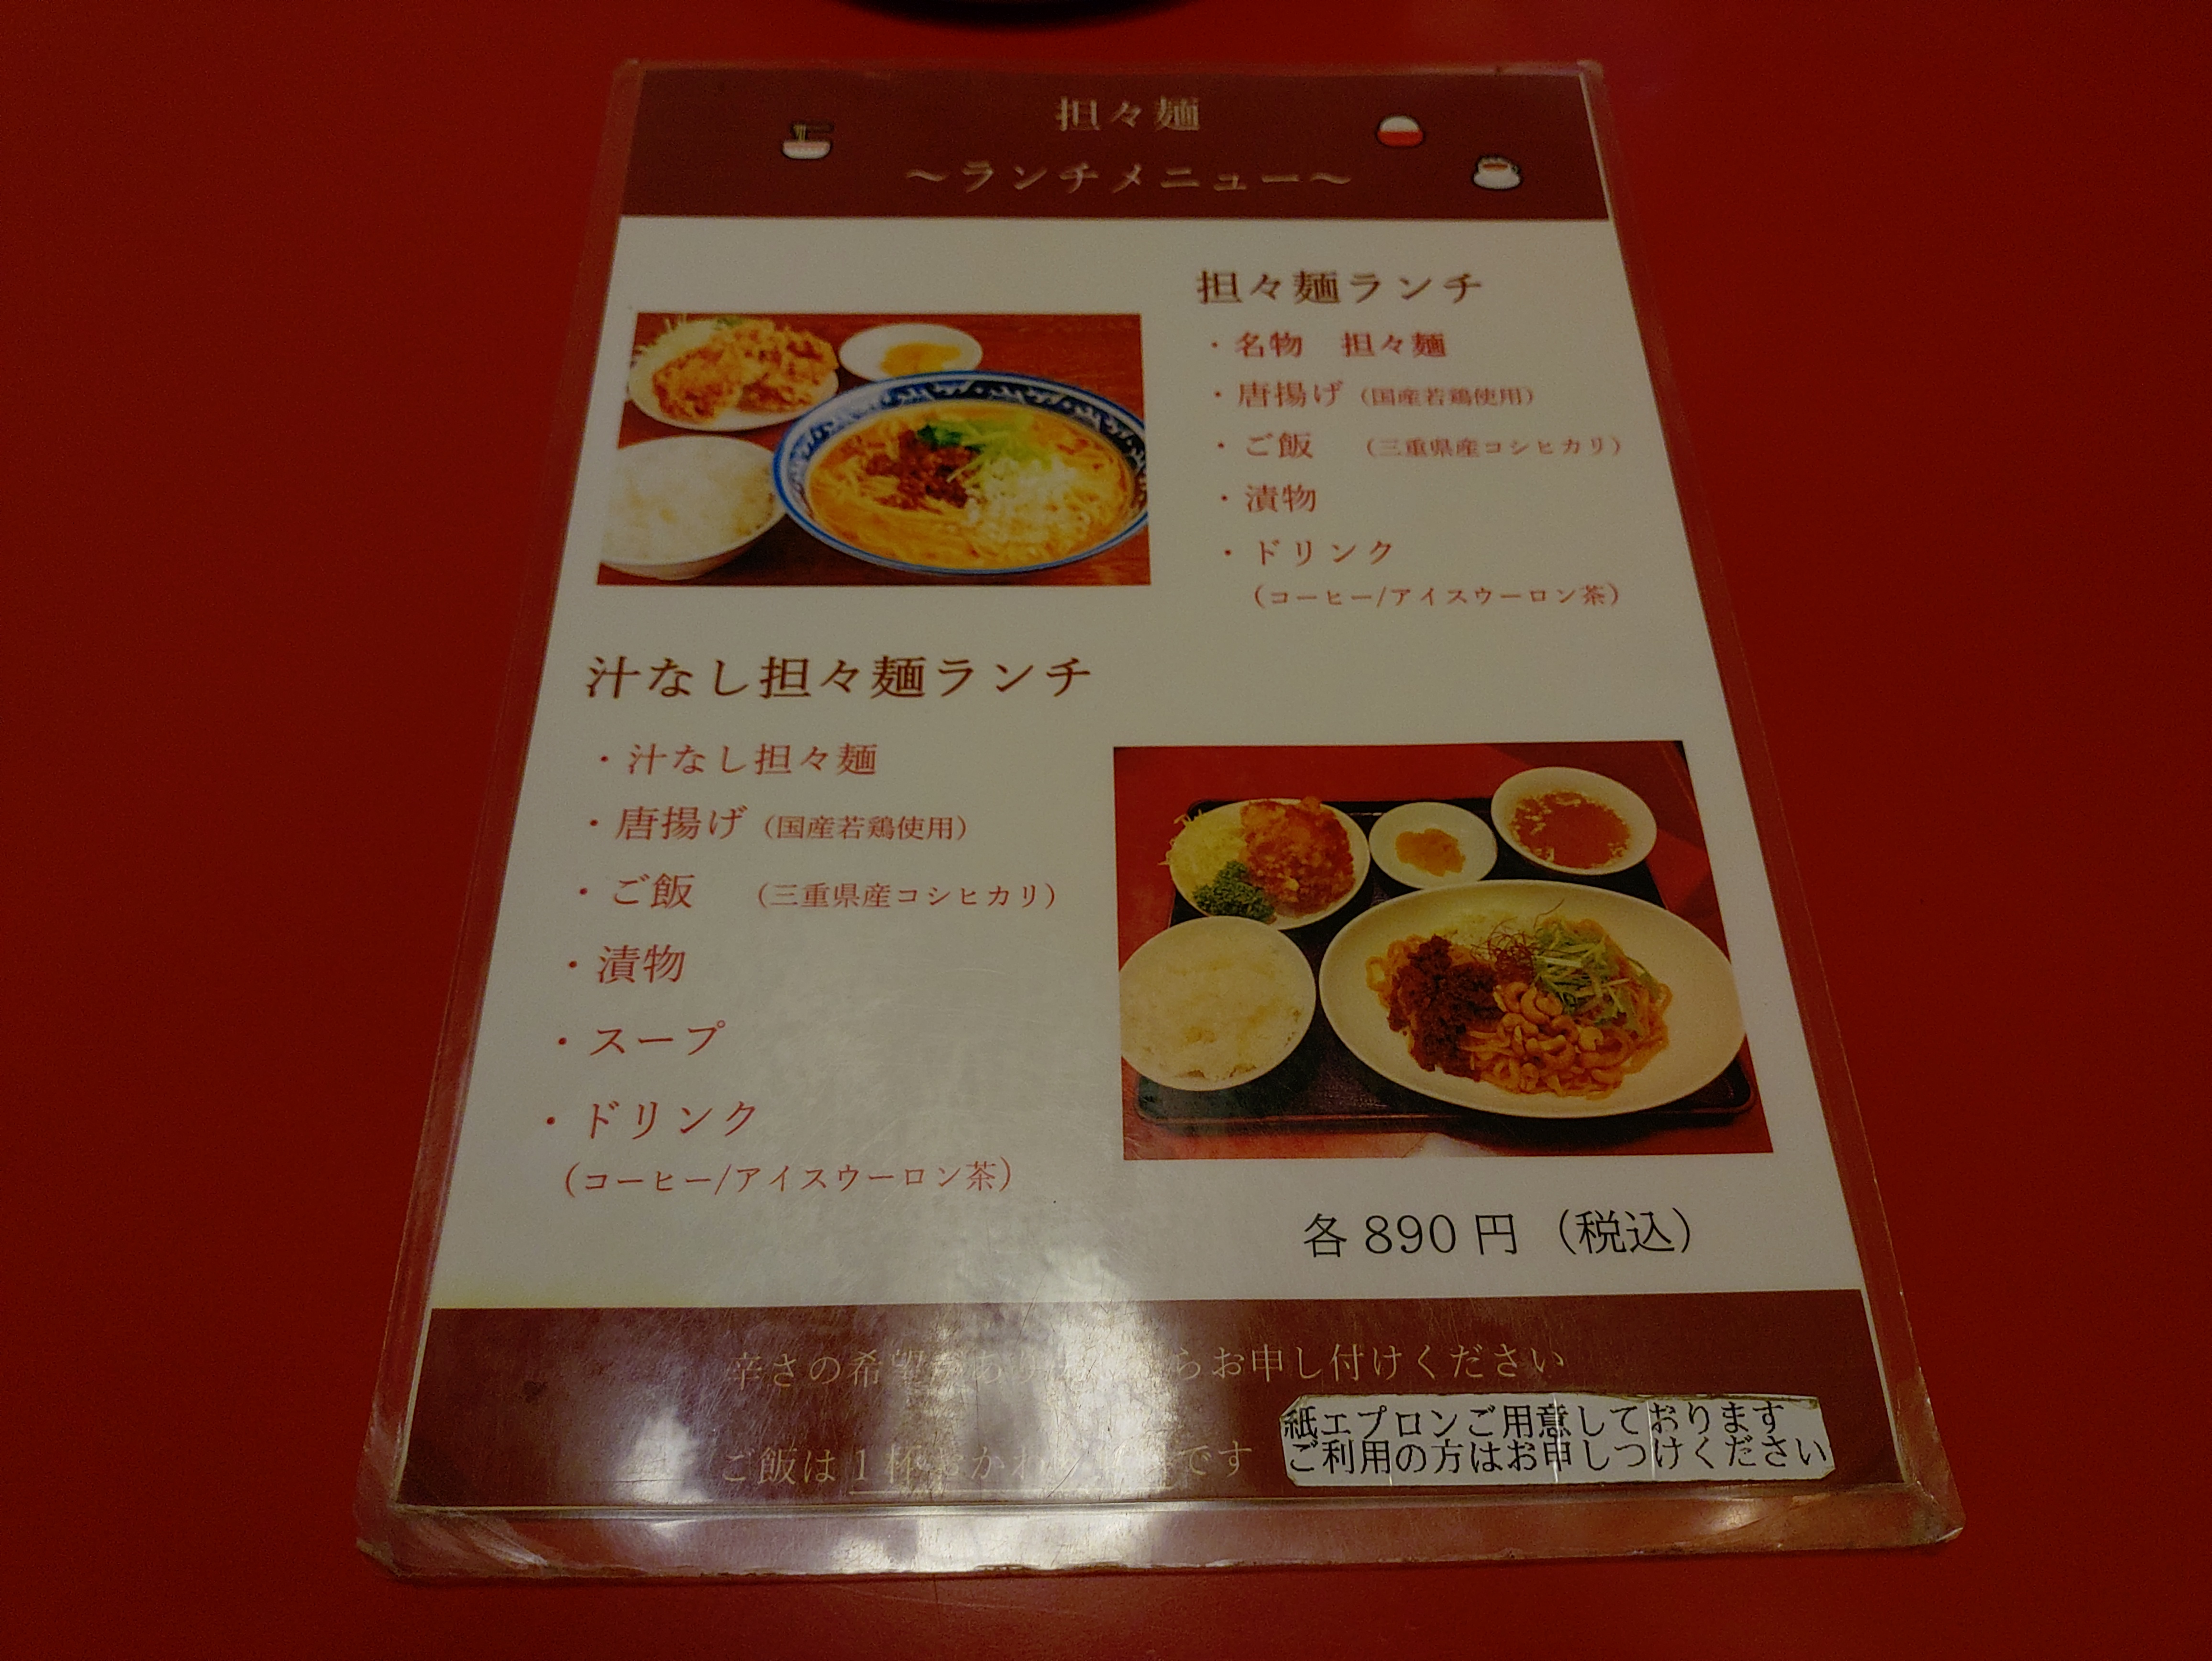 担々麺
～ランチメニュー～
担々麺ランチ
・名物　担々麺
・唐揚げ（国産若鶏使用）
・ご飯　（三重県産コシヒカリ）
・漬物
・ドリンク
（コーヒー/アイスウーロン茶）
汁なし担々麺ランチ
・汁なし担々麺
・唐揚げ（国産若鶏使用）
・ご飯　（三重県産コシヒカリ）
・漬物
・スープ
・ドリンク
（コーヒー/アイスウーロン茶）
各890円（税込）
辛さの希望があり らお申し付けください
ご飯は1杯おかわ です
紙エプロンご用意しております
ご利用の方はお申しつけください